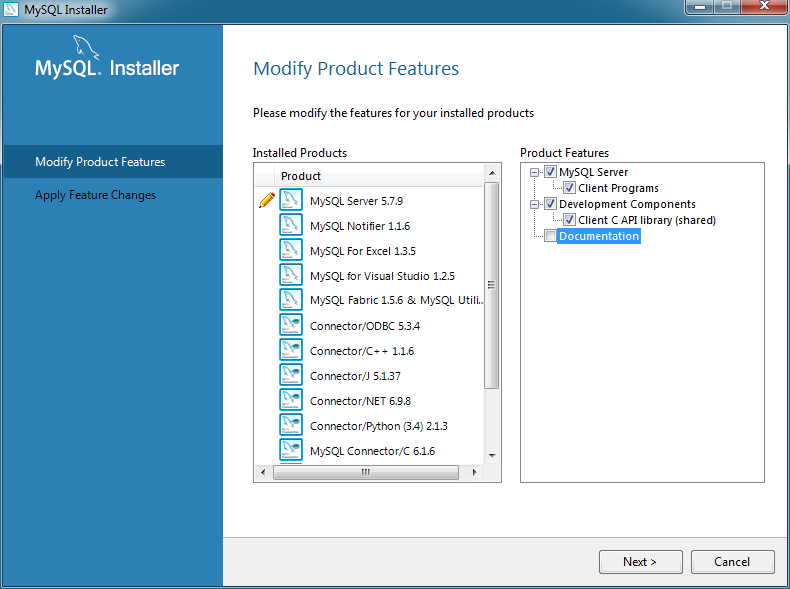 MySQL Installer
MySQL. Installer
Modify Product Features
Apply Feature Changes
Modify Product Features
Please modify the features for your installed products
Installed Products
Product
MySQL Server 5.7.9
MySQL Notifier 1.1.6
MySQL For Excel 1.3.5
MySQL for Visual Studio 1.2.5
MySQL Fabric 1.5.6 & MySQL Utili..
Connector/ODBC 5.3.4
Connector/C++ 1.1.6
Connector/J 5.1.37
Connector/NET 6.9.8
Connector/Python (3.4) 2.1.3
MySQL Connector/C 6.1.6
Product Features
MySQL Server
Client Programs
Development Components
Client C API library (shared)
Documentation
Next >
Cancel